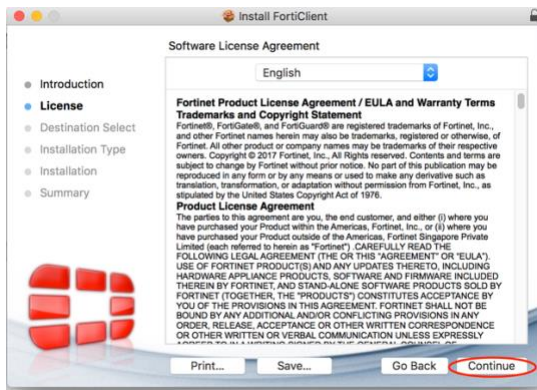 Install FortiClient
Software License Agreement
English
Introduction
License
Destination Select
Installation Type
Installation
Summary
Fortinet Product License Agreement / EULA and Warranty Terms
Trademarks and Copyright Statement
Fortinet®, FortiGate®, and FortiGuard® are registered trademarks of Fortinet, Inc.,
and other Fortinet names herein may also be trademarks, registered or otherwise, of
Fortinet. All other product or company names may be trademarks of their respective
owners. Copyright © 2017 Fortinet, Inc., All Rights reserved. Contents and terms are
subject to change by Fortinet without prior notice. No part of this publication may be
reproduced in any form or by any means or used to make any derivative such as
translation, transformation, or adaptation without permission from Fortinet, Inc., as
stipulated by the United States Copyright Act of 1976.
Product License Agreement
The parties to this agreement are you, the end customer, and either (i) where you
have purchased your Product within the Americas, Fortinet, Inc., or (ii) where you
have purchased your Product outside of the Americas, Fortinet Singapore Private
Limited (each referred to herein as "Fortinet") .CAREFULLY READ THE
FOLLOWING LEGAL AGREEMENT (THE OR THIS "AGREEMENT" OR "EULA").
USE OF FORTINET PRODUCT(S) AND ANY UPDATES THERETO, INCLUDING
HARDWARE APPLIANCE PRODUCTS, SOFTWARE AND FIRMWARE INCLUDED
THEREIN BY FORTINET, AND STAND-ALONE SOFTWARE PRODUCTS SOLD BY
FORTINET (TOGETHER, THE "PRODUCTS") CONSTITUTES ACCEPTANCE BY
YOU OF THE PROVISIONS IN THIS AGREEMENT. FORTINET SHALL NOT BE
BOUND BY ANY ADDITIONAL AND/OR CONFLICTING PROVISIONS IN ANY
ORDER, RELEASE, ACCEPTANCE OR OTHER WRITTEN CORRESPONDENCE
OR OTHER WRITTEN OR VERBAL COMMUNICATION UNLESS EXPRESSLY
AGREED TO IN A WRITING SIGNED BY THE GENERAL COUNSEL OF
Print...
Save...
Go Back
Continue